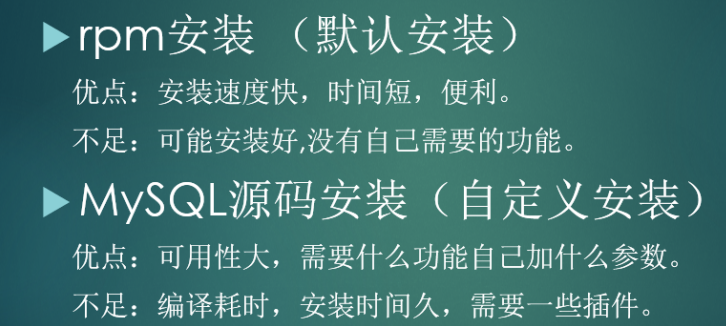 rpm安装 （默认安装）
优点：安装速度快，时间短，便利。
不足：可能安装好,没有自己需要的功能。
MySQL源码安装（自定义安装）
优点：可用性大，需要什么功能自己加什么参数。
不足：编译耗时，安装时间久，需要一些插件。